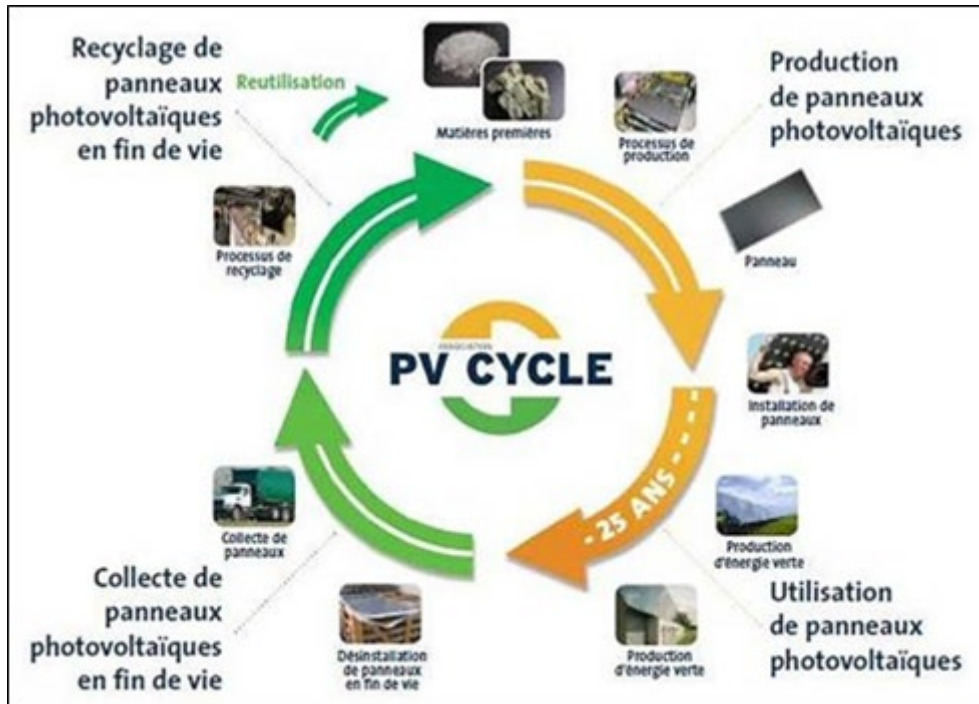 Recyclage de
panneaux
photovoltaïques
en fin de vie
Reutilisation
Matières premières
Processus de
production
Production
de panneaux
photovoltaïques
Processus de
recyclage
Panneau
ASSOCIATION
PV CYCLE
Installation de
panneaux
- 25 ANS - - - -
Collecte de
panneaux
Production
d'énergie verte
Collecte de
panneaux
photovoltaïques
en fin de vie
Désinstallation
de panneaux
en fin de vie
Production
d'énergie verte
Utilisation
de panneaux
photovoltaïques